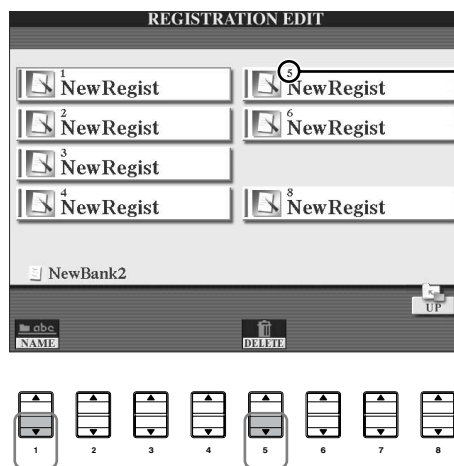 REGISTRATION EDIT
1
NewRegist
5
NewRegist
2
NewRegist
6
NewRegist
3
NewRegist
4
NewRegist
8
NewRegist
NewBank2
UP
abc
NAME
DELETE
1 2 3 4 5 6 7 8